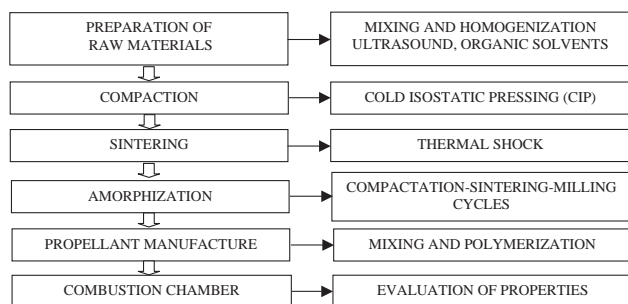 PREPARATION OF
RAW MATERIALS
MIXING AND HOMOGENIZATION
ULTRASOUND, ORGANIC SOLVENTS
COMPACTION
COLD ISOSTATIC PRESSING (CIP)
SINTERING
THERMAL SHOCK
AMORPHIZATION
COMPACTATION-SINTERING-MILLING
CYCLES
PROPELLANT MANUFACTURE
MIXING AND POLYMERIZATION
COMBUSTION CHAMBER
EVALUATION OF PROPERTIES